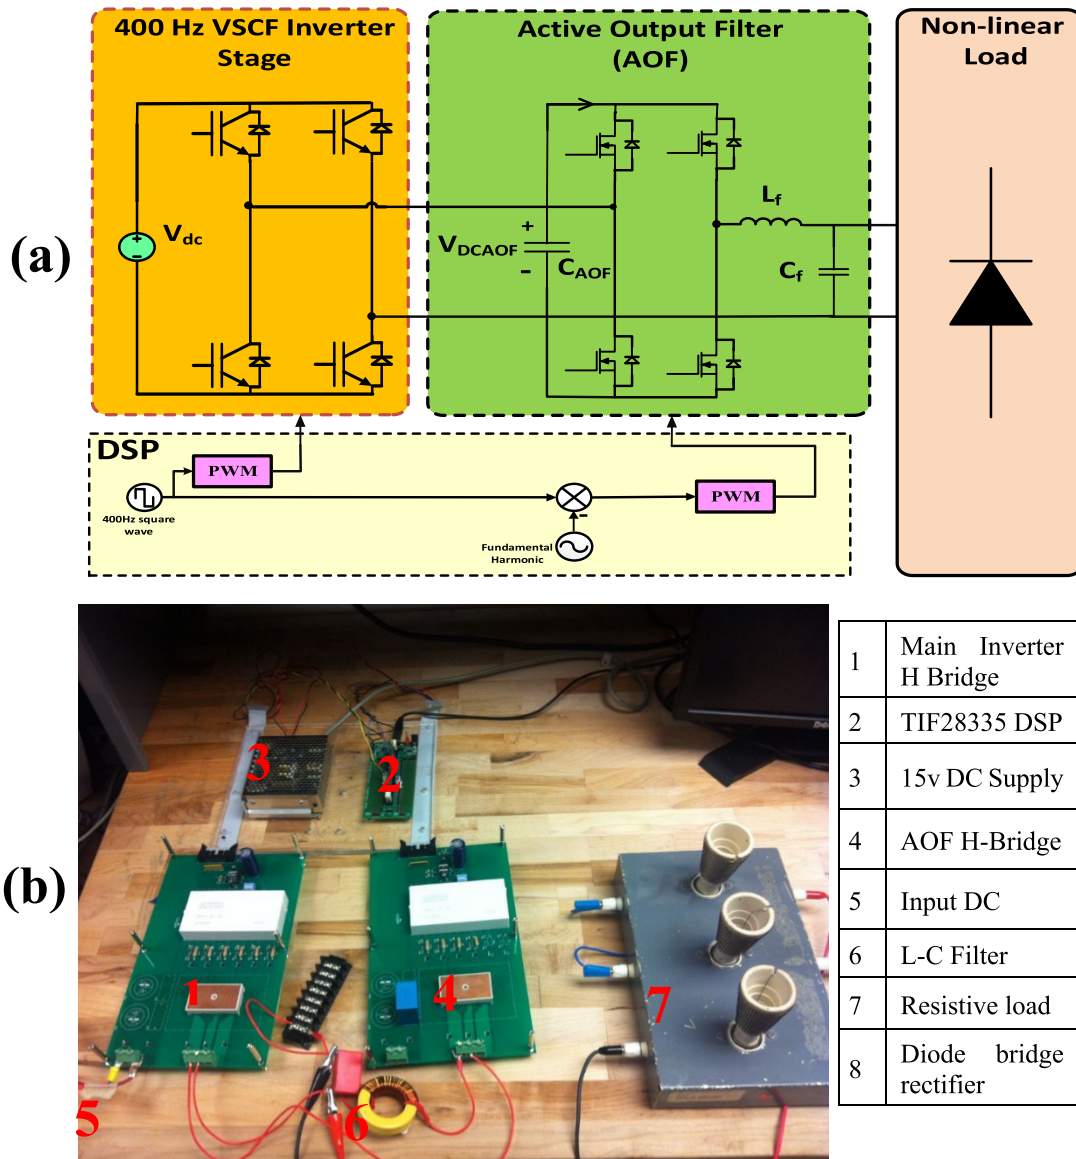 400 Hz VSCF Inverter
Stage
Active Output Filter
(AOF)
Non-linear
Load
(a)
Vdc
+
-
VDCAOF
+
-
CAOF
Lf
Cf
DSP
PWM
400Hz square
wave
-
Fundamental
Harmonic
PWM
(b)
1
2
3
4
5
6
7
1 Main Inverter
H Bridge
2 TIF28335 DSP
3 15v DC Supply
4 AOF H-Bridge
5 Input DC
6 L-C Filter
7 Resistive load
8 Diode bridge
rectifier